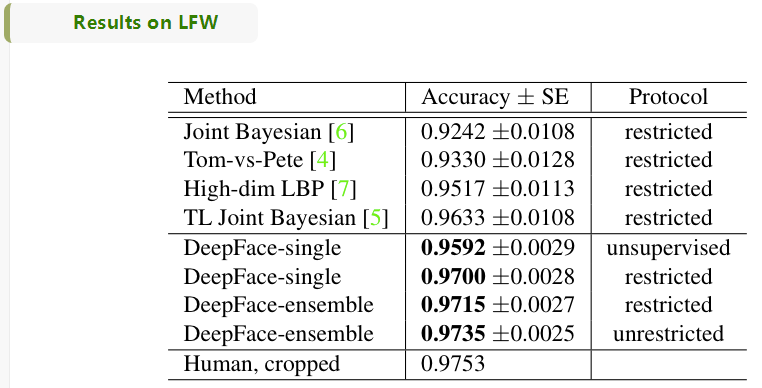 Results on LFW
Method Accuracy ± SE Protocol
Joint Bayesian [6] 0.9242 ±0.0108 restricted
Tom-vs-Pete [4] 0.9330 ±0.0128 restricted
High-dim LBP [7] 0.9517 ±0.0113 restricted
TL Joint Bayesian [5] 0.9633 ±0.0108 restricted
DeepFace-single 0.9592 ±0.0029 unsupervised
DeepFace-single 0.9700 ±0.0028 restricted
DeepFace-ensemble 0.9715 ±0.0027 restricted
DeepFace-ensemble 0.9735 ±0.0025 unrestricted
Human, cropped 0.9753